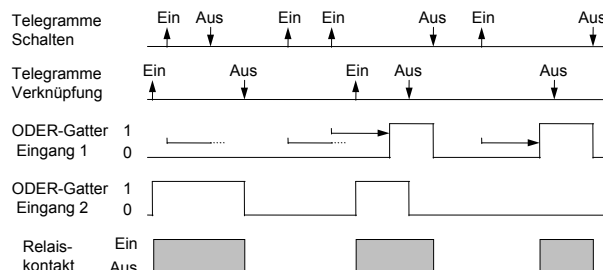 Telegramme Ein Aus Ein Ein Aus Ein Aus
Schalten
Telegramme Ein Aus Ein Aus Aus
Verknüpfung
ODER-Gatter 1
Eingang 1 0
ODER-Gatter 1
Eingang 2 0
Relais- Ein
kontakt Aus